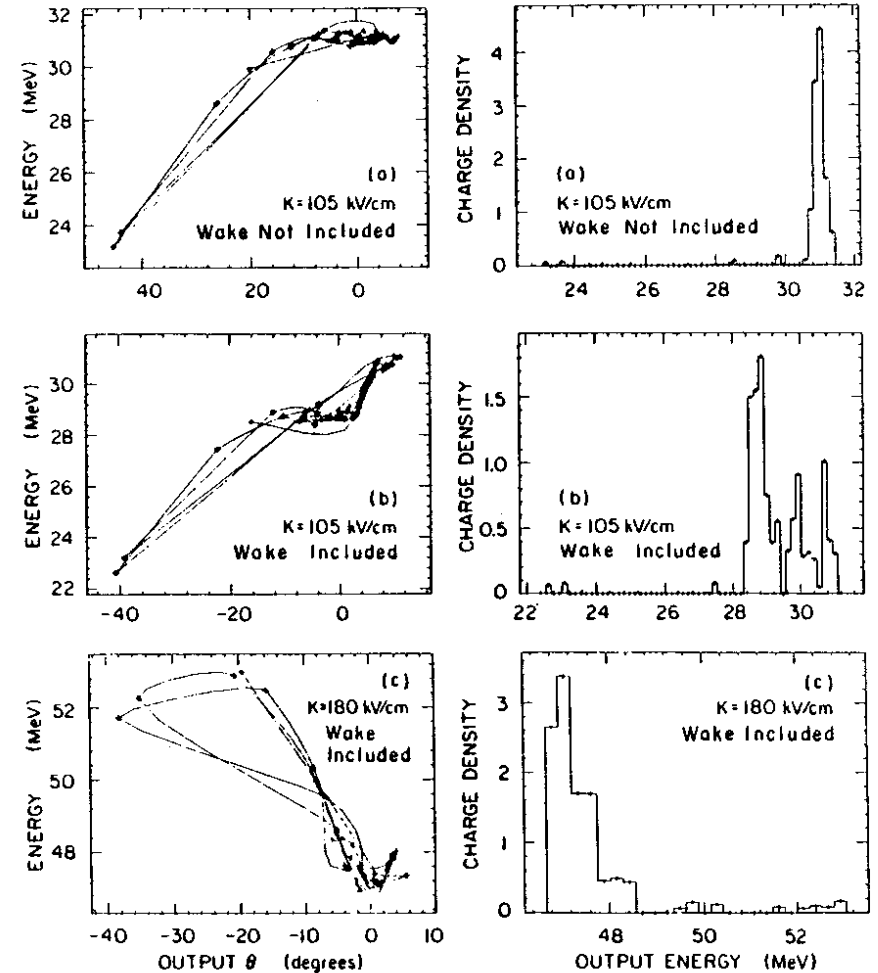 32
30
28
26
24
ENERGY (MeV)
(a)
K=105 kV/cm
Wake Not Included
40 20 0
4
3
2
1
0
CHARGE DENSITY
(a)
K=105 kV/cm
Wake Not Included
24 26 28 30 32
30
28
26
24
22
ENERGY (MeV)
(b)
K=105 kV/cm
Wake Included
-40 -20 0
1.5
1.0
0.5
0
CHARGE DENSITY
(b)
K=105 kV/cm
Wake Included
22 24 26 28 30
52
50
48
ENERGY (MeV)
(c)
K=180 kV/cm
Wake
Included
-40 -30 -20 -10 0 10
OUTPUT θ (degrees)
3
2
1
0
CHARGE DENSITY
(c)
K=180 kV/cm
Wake Included
48 50 52
OUTPUT ENERGY (MeV)